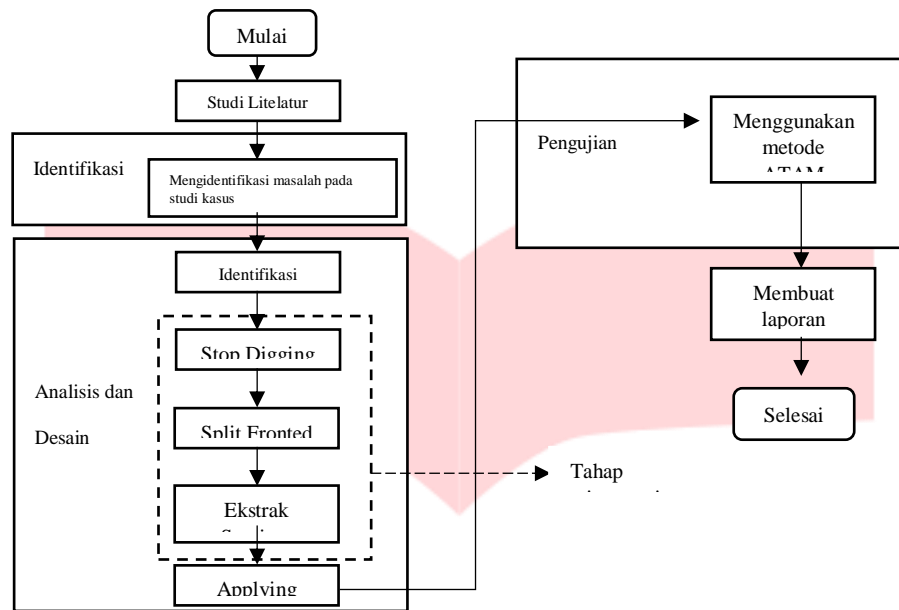 Mulai
Studi Litelatur
Identifikasi
Mengidentifikasi masalah pada
studi kasus
Analisis dan
Desain
Identifikasi
Stop Digging
Split Fronted
Ekstrak
Applying
Tahap
Pengujian
Menggunakan
metode
ATAM
Membuat
laporan
Selesai